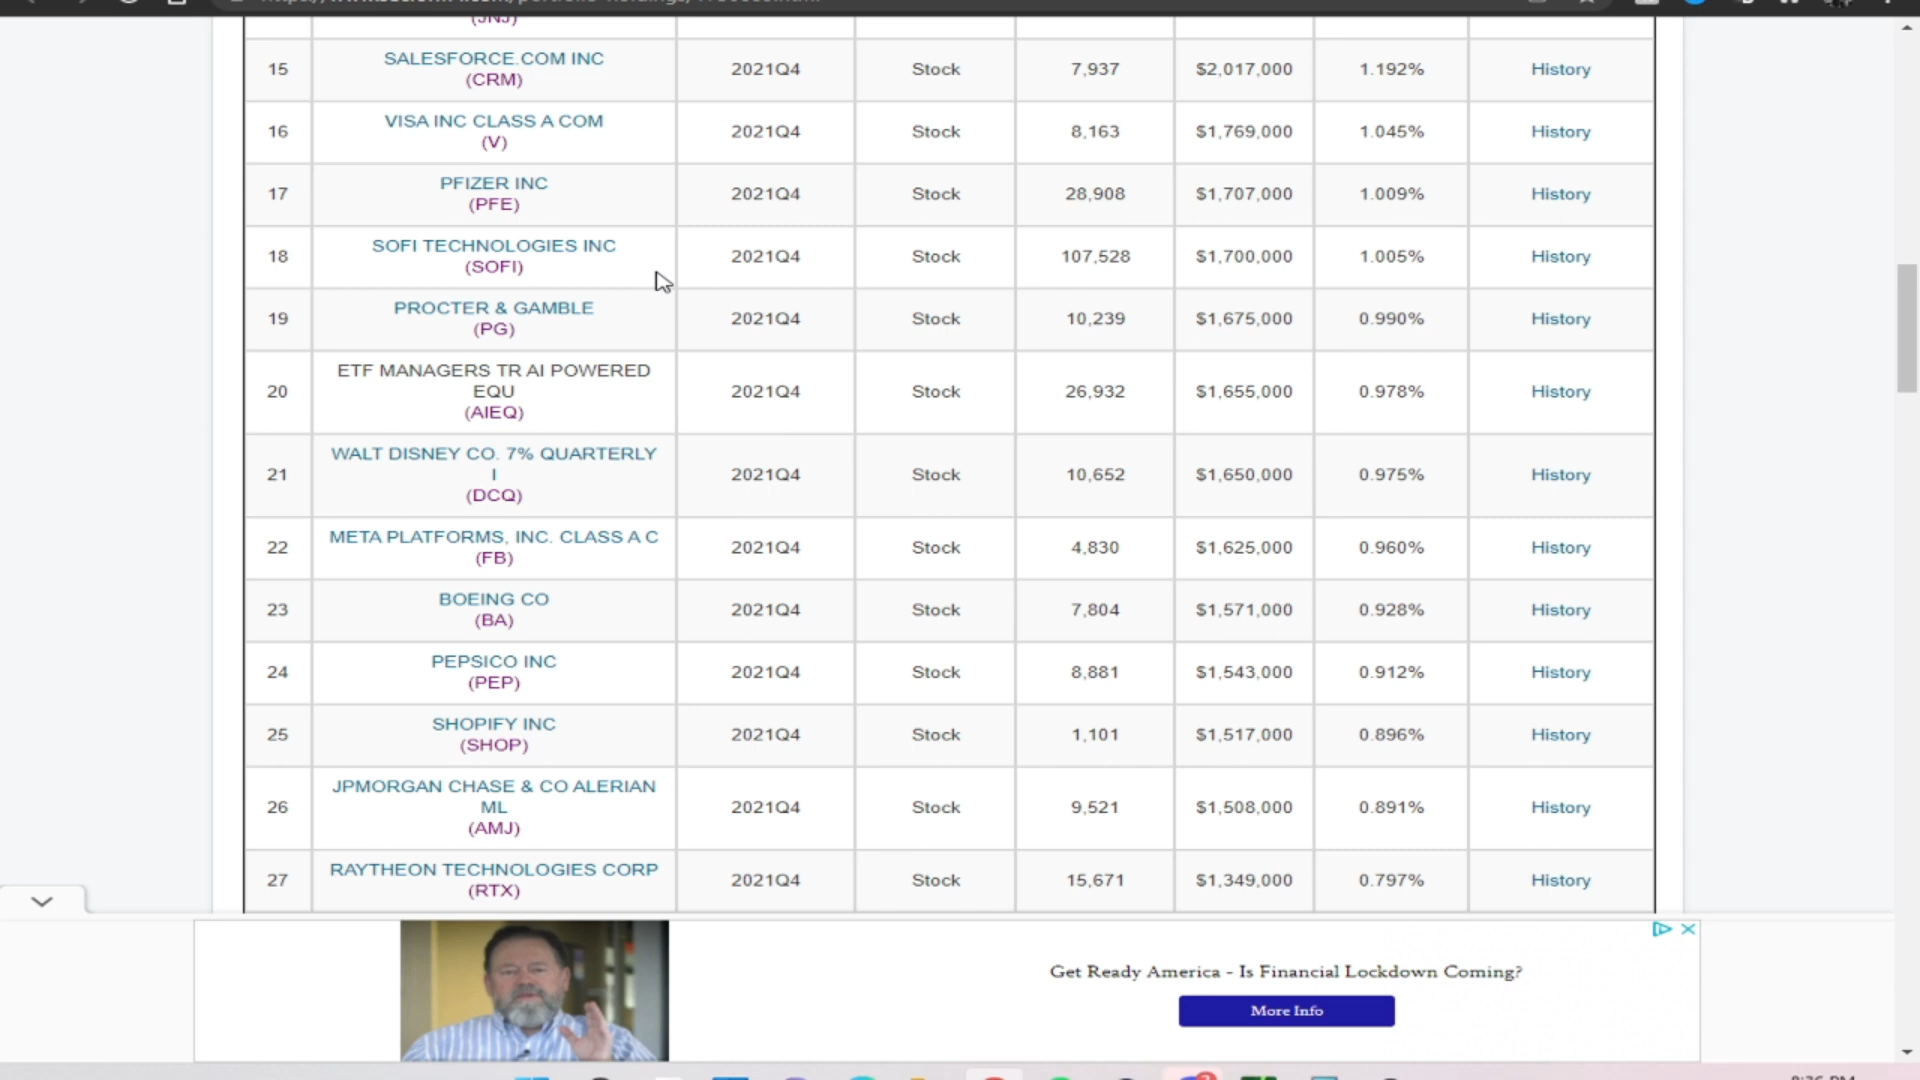 (JNJ)
15 SALESFORCE.COM INC 2021Q4 Stock 7,937 $2,017,000 1.192% History
(CRM)
16 VISA INC CLASS A COM 2021Q4 Stock 8,163 $1,769,000 1.045% History
(V)
17 PFIZER INC 2021Q4 Stock 28,908 $1,707,000 1.009% History
(PFE)
18 SOFI TECHNOLOGIES INC 2021Q4 Stock 107,528 $1,700,000 1.005% History
(SOFI)
19 PROCTER & GAMBLE 2021Q4 Stock 10,239 $1,675,000 0.990% History
(PG)
20 ETF MANAGERS TR AI POWERED 2021Q4 Stock 26,932 $1,655,000 0.978% History
EQU
(AIEQ)
21 WALT DISNEY CO. 7% QUARTERLY 2021Q4 Stock 10,652 $1,650,000 0.975% History
I
(DCQ)
22 META PLATFORMS, INC. CLASS A C 2021Q4 Stock 4,830 $1,625,000 0.960% History
(FB)
23 BOEING CO 2021Q4 Stock 7,804 $1,571,000 0.928% History
(BA)
24 PEPSICO INC 2021Q4 Stock 8,881 $1,543,000 0.912% History
(PEP)
25 SHOPIFY INC 2021Q4 Stock 1,101 $1,517,000 0.896% History
(SHOP)
26 JPMORGAN CHASE & CO ALERIAN 2021Q4 Stock 9,521 $1,508,000 0.891% History
ML
(AMJ)
27 RAYTHEON TECHNOLOGIES CORP 2021Q4 Stock 15,671 $1,349,000 0.797% History
(RTX)
Get Ready America - Is Financial Lockdown Coming?
More Info